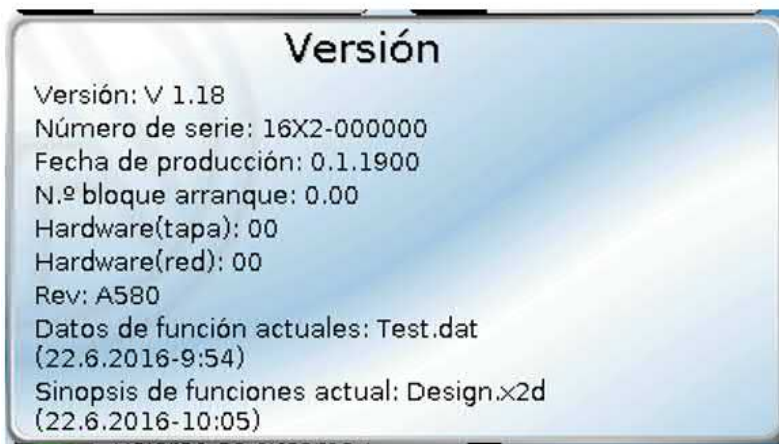 Versión
Versión: V 1.18
Número de serie: 16X2-000000
Fecha de producción: 0.1.1900
N.º bloque arranque: 0.00
Hardware(tapa): 00
Hardware(red): 00
Rev: A580
Datos de función actuales: Test.dat
(22.6.2016-9:54)
Sinopsis de funciones actual: Design.x2d
(22.6.2016-10:05)